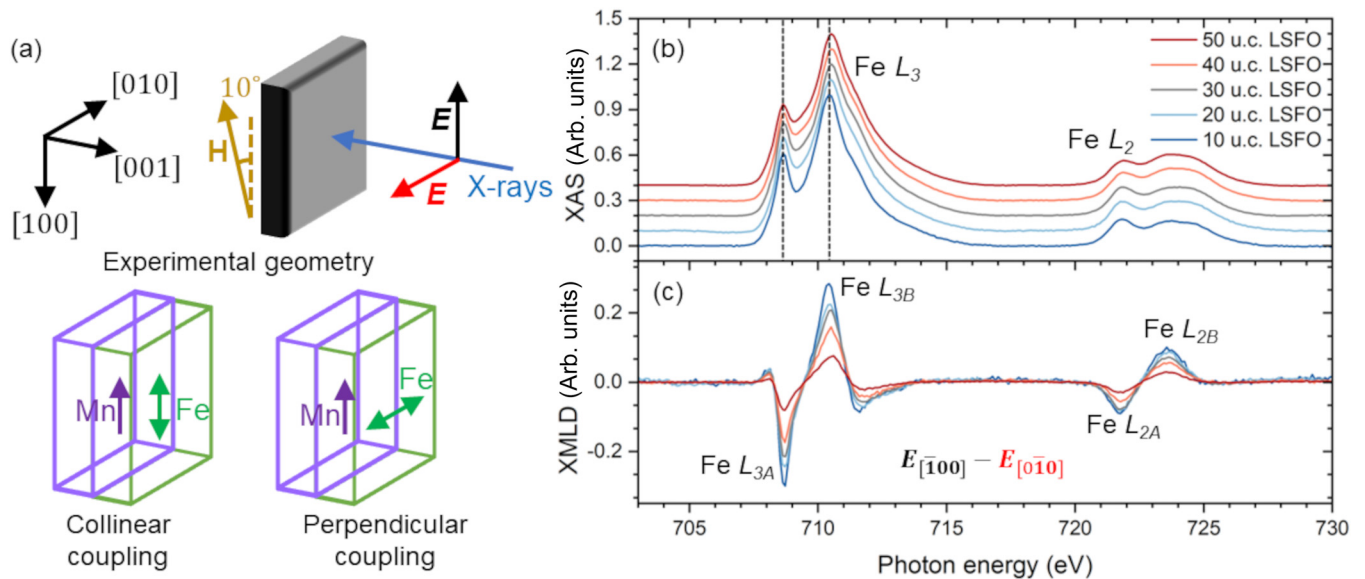 (a)
[010]
[001]
[100]
10°
H
E
E
X-rays
Experimental geometry
Mn
Fe
Collinear
coupling
Mn
Fe
Perpendicular
coupling
(b)
XAS (Arb. units)
1.5
1.2
0.9
0.6
0.3
0.0
Fe L₃
Fe L₂
50 u.c. LSFO
40 u.c. LSFO
30 u.c. LSFO
20 u.c. LSFO
10 u.c. LSFO
(c)
XMLD (Arb. units)
0.2
0.0
-0.2
Fe L₃B
Fe L₃A
Fe L₂B
Fe L₂A
E[1̄00] − E[01̄0]
705 710 715 720 725 730
Photon energy (eV)